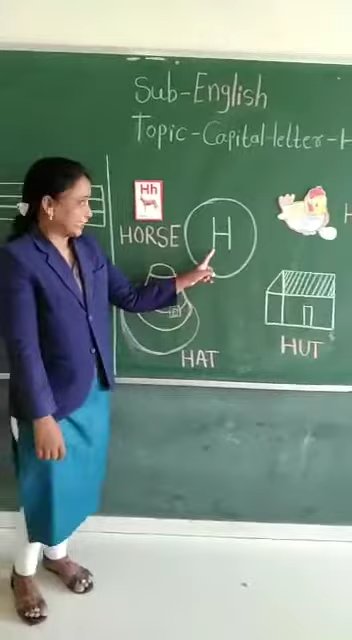 Sub-English
Topic-Capital letter-H
Hh
HORSE
H
H
HAT
HUT